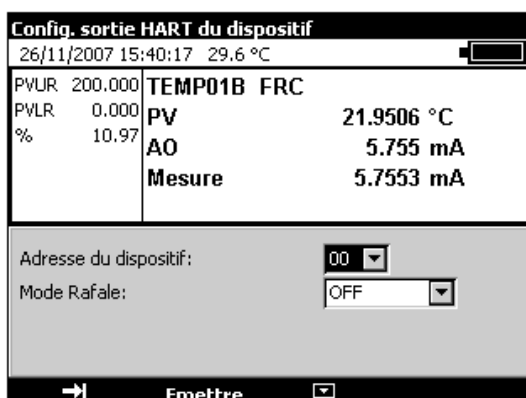 Config. sortie HART du dispositif
26/11/2007 15:40:17 29.6 °C
PVUR 200.000
PVLR 0.000
% 10.97
TEMP01B FRC
PV 21.9506 °C
AO 5.755 mA
Mesure 5.7553 mA
Adresse du dispositif: 00
Mode Rafale: OFF
Emettre